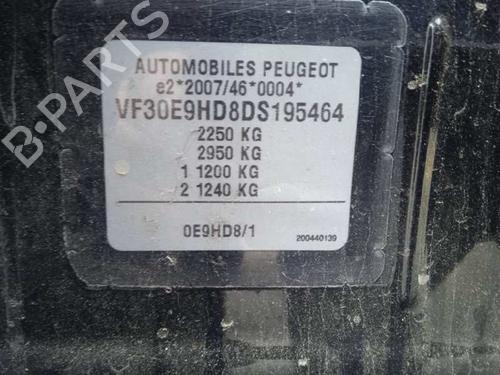 B-PARTS
AUTOMOBILES PEUGEOT
e2*2007/46*0004*
VF30E9HD8DS195464
2250 KG
2950 KG
1 1200 KG
2 1240 KG
0E9HD8/1
200440139